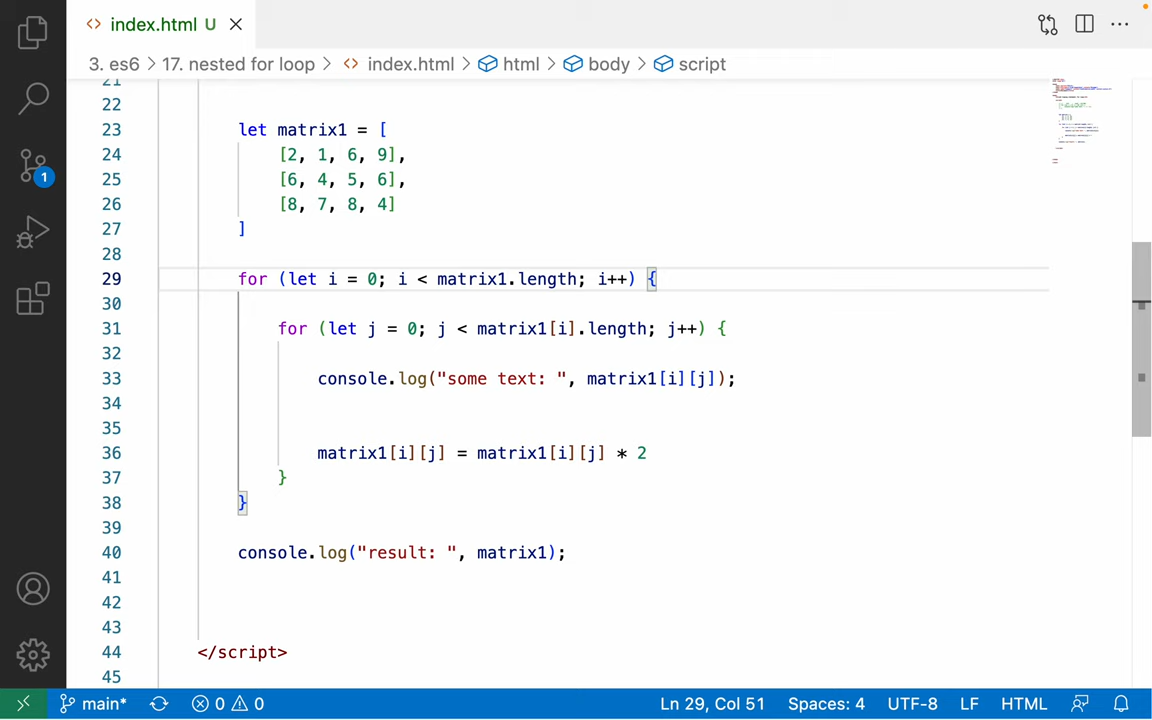 index.html U
3. es6 > 17. nested for loop > index.html > html > body > script
21
22
23 let matrix1 = [
24 [2, 1, 6, 9],
25 [6, 4, 5, 6],
26 [8, 7, 8, 4]
27 ]
28
29 for (let i = 0; i < matrix1.length; i++) {
30
31 for (let j = 0; j < matrix1[i].length; j++) {
32
33 console.log("some text: ", matrix1[i][j]);
34
35
36 matrix1[i][j] = matrix1[i][j] * 2
37 }
38 }
39
40 console.log("result: ", matrix1);
41
42
43
44 </script>
45
1
main* 0 0 Ln 29, Col 51 Spaces: 4 UTF-8 LF HTML